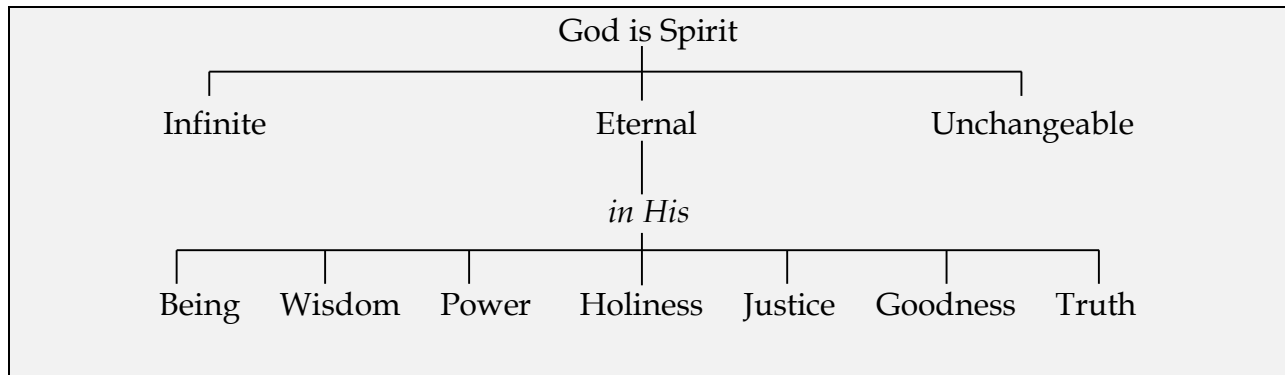 God is Spirit
Infinite Eternal Unchangeable
in His
Being Wisdom Power Holiness Justice Goodness Truth